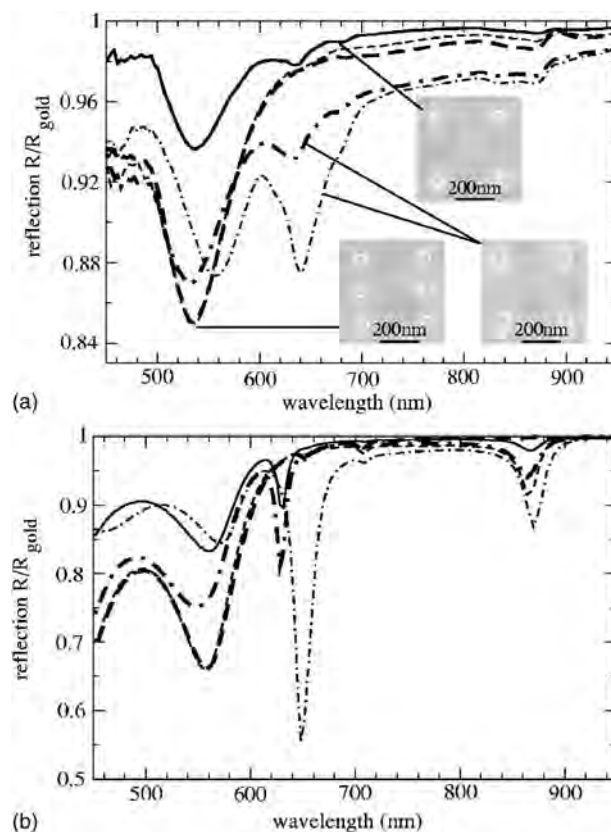 1
0.96
0.92
0.88
0.84
reflection R/R gold
200nm
200nm
200nm
500 600 700 800 900
wavelength (nm)
(a)
1
0.9
0.8
0.7
0.6
0.5
reflection R/R gold
500 600 700 800 900
wavelength (nm)
(b)